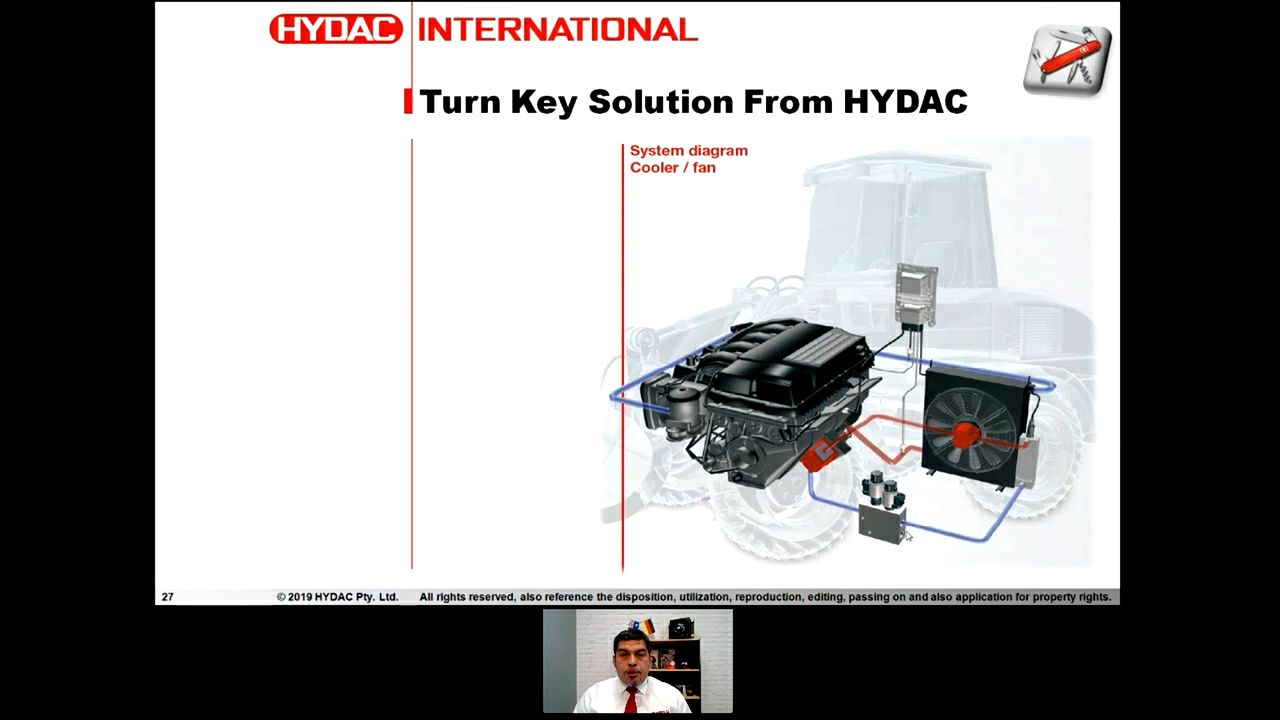 HYDAC INTERNATIONAL
Turn Key Solution From HYDAC
System diagram
Cooler / fan
27 © 2019 HYDAC Pty. Ltd. All rights reserved, also reference the disposition, utilization, reproduction, editing, passing on and also application for property rights.